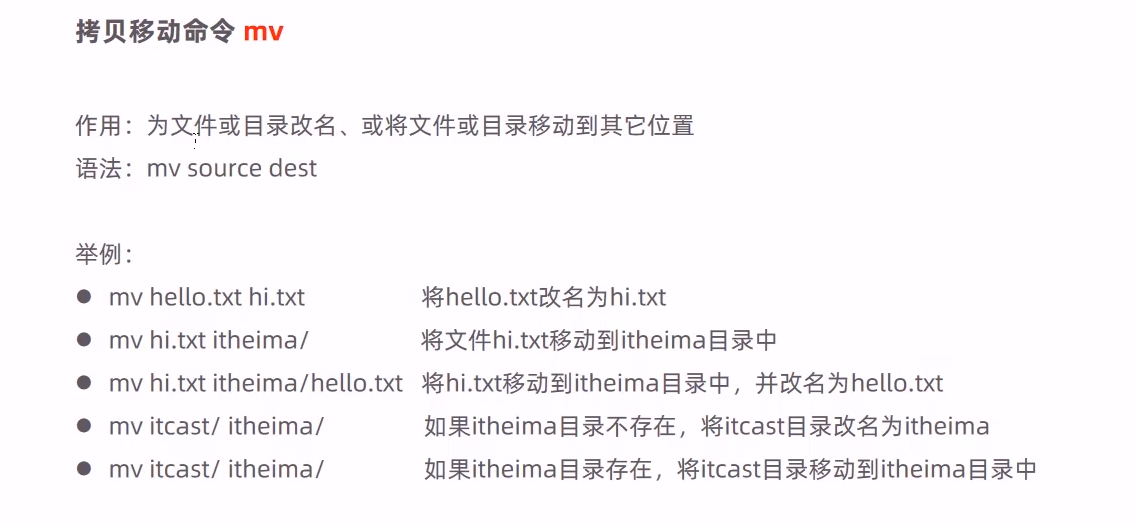 拷贝移动命令 mv
作用：为文件或目录改名、或将文件或目录移动到其它位置
语法：mv source dest
举例：
● mv hello.txt hi.txt 将hello.txt改名为hi.txt
● mv hi.txt itheima/ 将文件hi.txt移动到itheima目录中
● mv hi.txt itheima/hello.txt 将hi.txt移动到itheima目录中，并改名为hello.txt
● mv itcast/ itheima/ 如果itheima目录不存在，将itcast目录改名为itheima
● mv itcast/ itheima/ 如果itheima目录存在，将itcast目录移动到itheima目录中